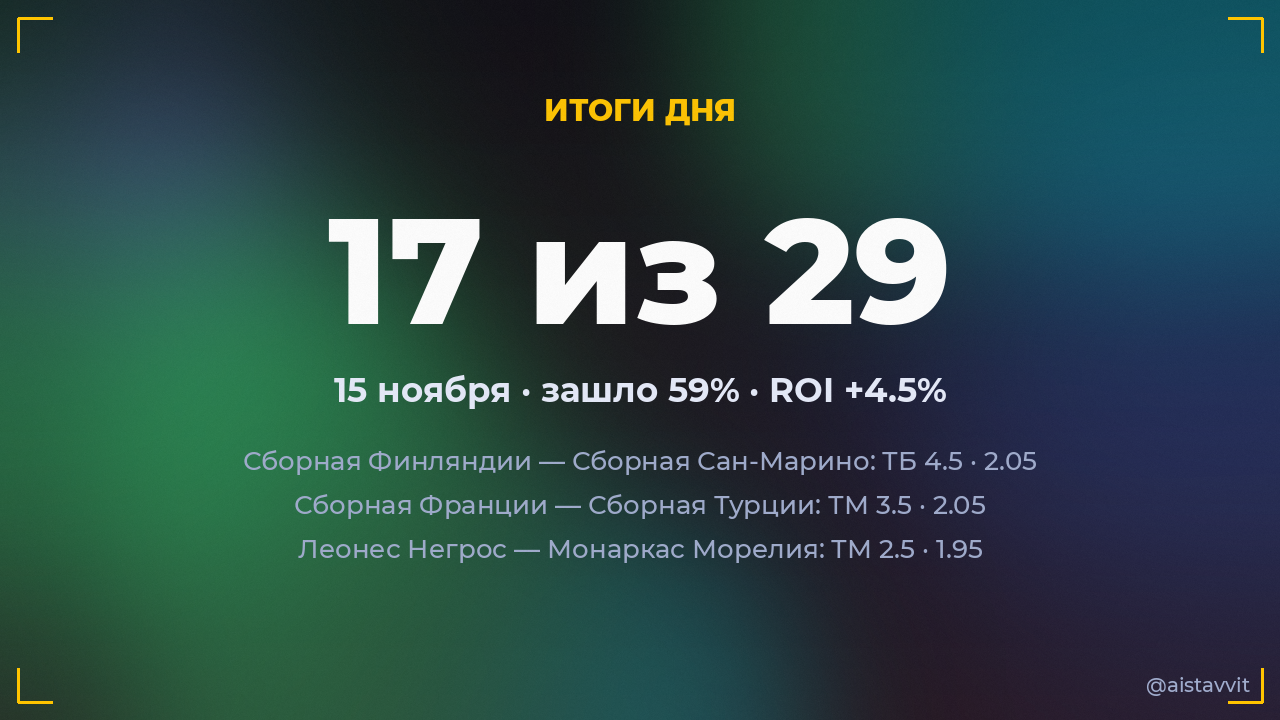 ИТОГИ ДНЯ
17 из 29
15 ноября · зашло 59% · ROI +4.5%
Сборная Финляндии — Сборная Сан-Марино: ТБ 4.5 · 2.05
Сборная Франции — Сборная Турции: ТМ 3.5 · 2.05
Леонес Негрос — Монаркас Морелия: ТМ 2.5 · 1.95
@aistavvit